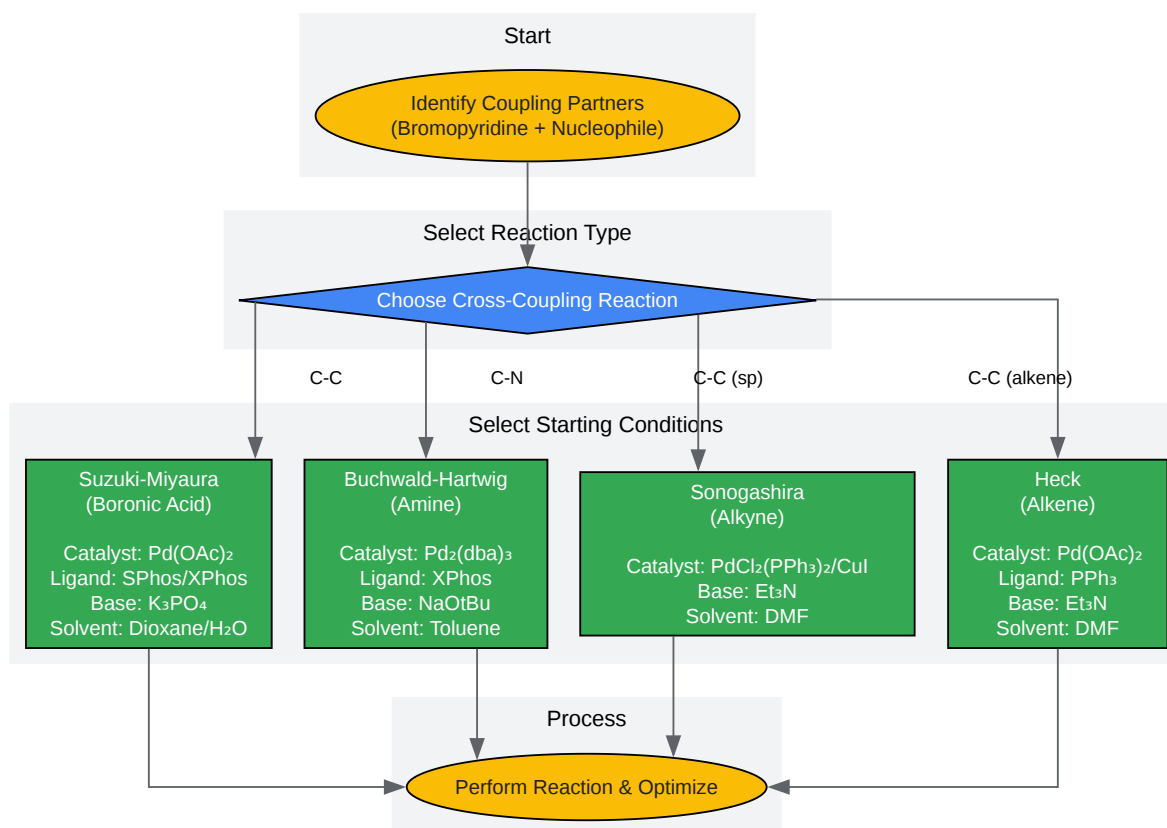 Start
Identify Coupling Partners
(Bromopyridine + Nucleophile)
Select Reaction Type
Choose Cross-Coupling Reaction
C-C
C-N
C-C (sp)
C-C (alkene)
Select Starting Conditions
Suzuki-Miyaura
(Boronic Acid)
Catalyst: Pd(OAc)₂
Ligand: SPhos/XPhos
Base: K₃PO₄
Solvent: Dioxane/H₂O
Buchwald-Hartwig
(Amine)
Catalyst: Pd₂(dba)₃
Ligand: XPhos
Base: NaOtBu
Solvent: Toluene
Sonogashira
(Alkyne)
Catalyst: PdCl₂(PPh₃)₂/CuI
Base: Et₃N
Solvent: DMF
Heck
(Alkene)
Catalyst: Pd(OAc)₂
Ligand: PPh₃
Base: Et₃N
Solvent: DMF
Process
Perform Reaction & Optimize